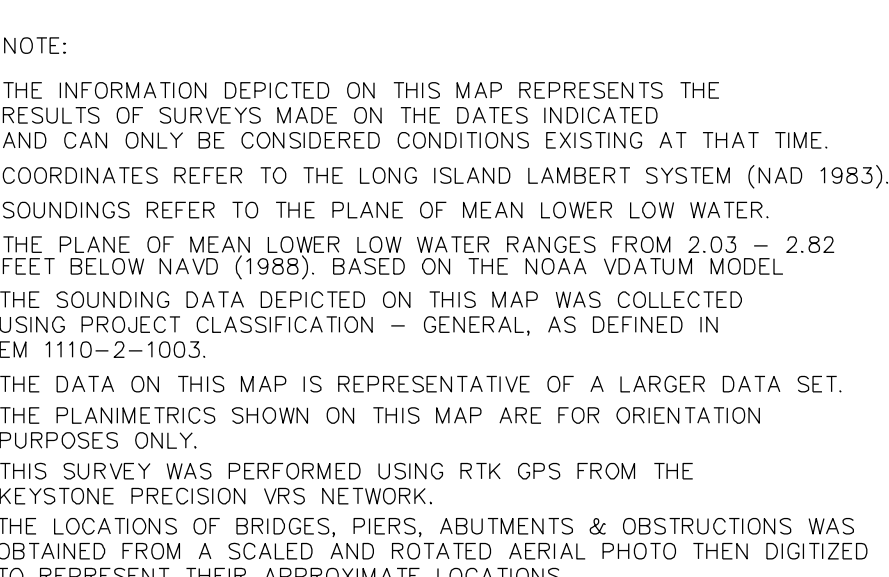 NOTE:
THE INFORMATION DEPICTED ON THIS MAP REPRESENTS THE
RESULTS OF SURVEYS MADE ON THE DATES INDICATED
AND CAN ONLY BE CONSIDERED CONDITIONS EXISTING AT THAT TIME.
COORDINATES REFER TO THE LONG ISLAND LAMBERT SYSTEM (NAD 1983).
SOUNDINGS REFER TO THE PLANE OF MEAN LOWER LOW WATER.
THE PLANE OF MEAN LOWER LOW WATER RANGES FROM 2.03 – 2.82
FEET BELOW NAVD (1988). BASED ON THE NOAA VDATUM MODEL
THE SOUNDING DATA DEPICTED ON THIS MAP WAS COLLECTED
USING PROJECT CLASSIFICATION – GENERAL, AS DEFINED IN
EM 1110–2–1003.
THE DATA ON THIS MAP IS REPRESENTATIVE OF A LARGER DATA SET.
THE PLANIMETRICS SHOWN ON THIS MAP ARE FOR ORIENTATION
PURPOSES ONLY.
THIS SURVEY WAS PERFORMED USING RTK GPS FROM THE
KEYSTONE PRECISION VRS NETWORK.
THE LOCATIONS OF BRIDGES, PIERS, ABUTMENTS & OBSTRUCTIONS WAS
OBTAINED FROM A SCALED AND ROTATED AERIAL PHOTO THEN DIGITIZED
TO REPRESENT THEIR APPROXIMATE LOCATIONS